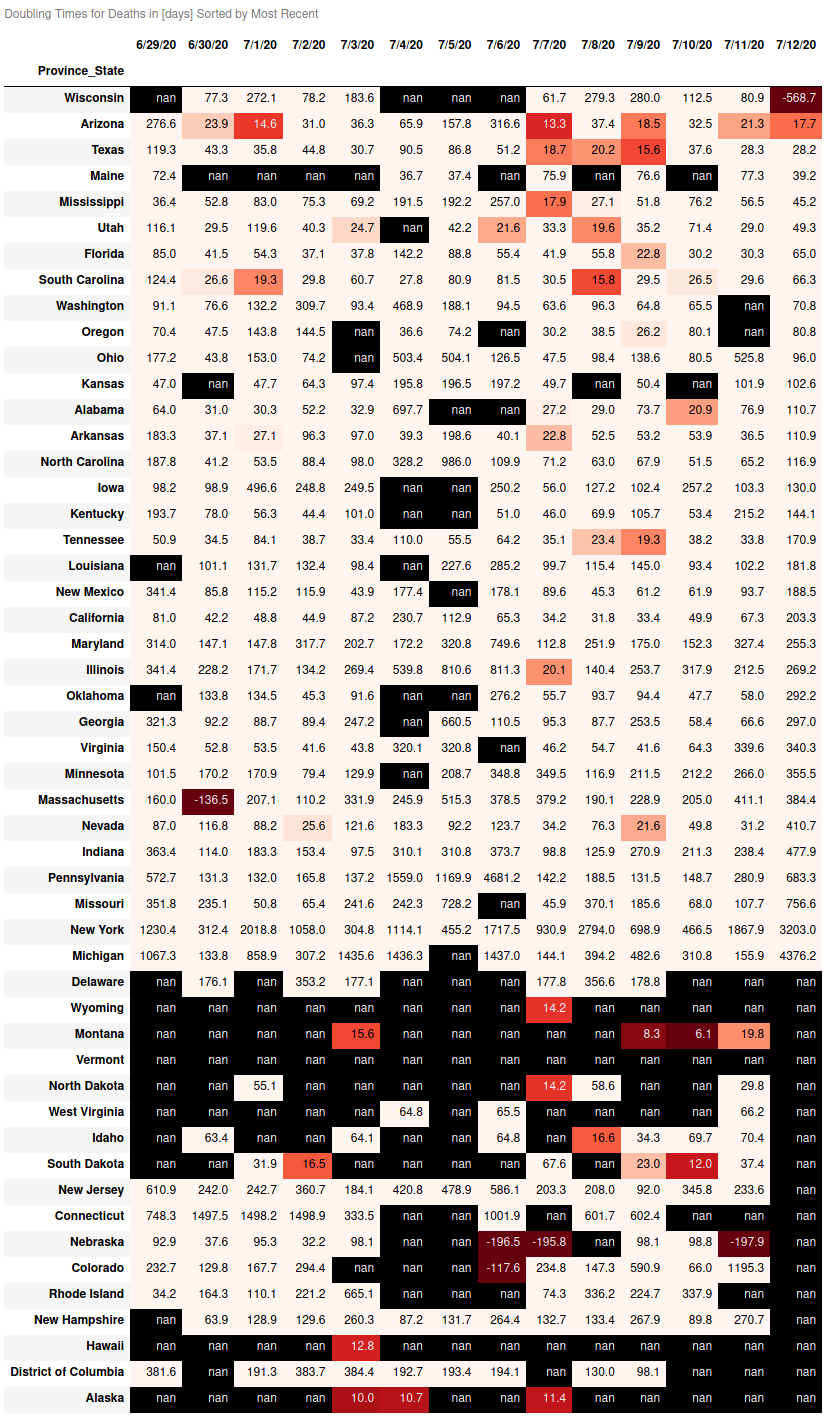 Doubling Times for Deaths in [days] Sorted by Most Recent
6/29/20 6/30/20 7/1/20 7/2/20 7/3/20 7/4/20 7/5/20 7/6/20 7/7/20 7/8/20 7/9/20 7/10/20 7/11/20 7/12/20
Province_State
Wisconsin nan 77.3 272.1 78.2 183.6 nan nan nan 61.7 279.3 280.0 112.5 80.9 -568.7
Arizona 276.6 23.9 14.6 31.0 36.3 65.9 157.8 316.6 13.3 37.4 18.5 32.5 21.3 17.7
Texas 119.3 43.3 35.8 44.8 30.7 90.5 86.8 51.2 18.7 20.2 15.6 37.6 28.3 28.2
Maine 72.4 nan nan nan nan 36.7 37.4 nan 75.9 nan 76.6 nan 77.3 39.2
Mississippi 36.4 52.8 83.0 75.3 69.2 191.5 192.2 257.0 17.9 27.1 51.8 76.2 56.5 45.2
Utah 116.1 29.5 119.6 40.3 24.7 nan 42.2 21.6 33.3 19.6 35.2 71.4 29.0 49.3
Florida 85.0 41.5 54.3 37.1 37.8 142.2 88.8 55.4 41.9 55.8 22.8 30.2 30.3 65.0
South Carolina 124.4 26.6 19.3 29.8 60.7 27.8 80.9 81.5 30.5 15.8 29.5 26.5 29.6 66.3
Washington 91.1 76.6 132.2 309.7 93.4 468.9 188.1 94.5 63.6 96.3 64.8 65.5 nan 70.8
Oregon 70.4 47.5 143.8 144.5 nan 36.6 74.2 nan 30.2 38.5 26.2 80.1 nan 80.8
Ohio 177.2 43.8 153.0 74.2 nan 503.4 504.1 126.5 47.5 98.4 138.6 80.5 525.8 96.0
Kansas 47.0 nan 47.7 64.3 97.4 195.8 196.5 197.2 49.7 nan 50.4 nan 101.9 102.6
Alabama 64.0 31.0 30.3 52.2 32.9 697.7 nan nan 27.2 29.0 73.7 20.9 76.9 110.7
Arkansas 183.3 37.1 27.1 96.3 97.0 39.3 198.6 40.1 22.8 52.5 53.2 53.9 36.5 110.9
North Carolina 187.8 41.2 53.5 88.4 98.0 328.2 986.0 109.9 71.2 63.0 67.9 51.5 65.2 116.9
Iowa 98.2 98.9 496.6 248.8 249.5 nan nan 250.2 56.0 127.2 102.4 257.2 103.3 130.0
Kentucky 193.7 78.0 56.3 44.4 101.0 nan nan 51.0 46.0 69.9 105.7 53.4 215.2 144.1
Tennessee 50.9 34.5 84.1 38.7 33.4 110.0 55.5 64.2 35.1 23.4 19.3 38.2 33.8 170.9
Louisiana nan 101.1 131.7 132.4 98.4 nan 227.6 285.2 99.7 115.4 145.0 93.4 102.2 181.8
New Mexico 341.4 85.8 115.2 115.9 43.9 177.4 nan 178.1 89.6 45.3 61.2 61.9 93.7 188.5
California 81.0 42.2 48.8 44.9 87.2 230.7 112.9 65.3 34.2 31.8 33.4 49.9 67.3 203.3
Maryland 314.0 147.1 147.8 317.7 202.7 172.2 320.8 749.6 112.8 251.9 175.0 152.3 327.4 255.3
Illinois 341.4 228.2 171.7 134.2 269.4 539.8 810.6 811.3 20.1 140.4 253.7 317.9 212.5 269.2
Oklahoma nan 133.8 134.5 45.3 91.6 nan nan 276.2 55.7 93.7 94.4 47.7 58.0 292.2
Georgia 321.3 92.2 88.7 89.4 247.2 nan 660.5 110.5 95.3 87.7 253.5 58.4 66.6 297.0
Virginia 150.4 52.8 53.5 41.6 43.8 320.1 320.8 nan 46.2 54.7 41.6 64.3 339.6 340.3
Minnesota 101.5 170.2 170.9 79.4 129.9 nan 208.7 348.8 349.5 116.9 211.5 212.2 266.0 355.5
Massachusetts 160.0 -136.5 207.1 110.2 331.9 245.9 515.3 378.5 379.2 190.1 228.9 205.0 411.1 384.4
Nevada 87.0 116.8 88.2 25.6 121.6 183.3 92.2 123.7 34.2 76.3 21.6 49.8 31.2 410.7
Indiana 363.4 114.0 183.3 153.4 97.5 310.1 310.8 373.7 98.8 125.9 270.9 211.3 238.4 477.9
Pennsylvania 572.7 131.3 132.0 165.8 137.2 1559.0 1169.9 4681.2 142.2 188.5 131.5 148.7 280.9 683.3
Missouri 351.8 235.1 50.8 65.4 241.6 242.3 728.2 nan 45.9 370.1 185.6 68.0 107.7 756.6
New York 1230.4 312.4 2018.8 1058.0 304.8 1114.1 455.2 1717.5 930.9 2794.0 698.9 466.5 1867.9 3203.0
Michigan 1067.3 133.8 858.9 307.2 1435.6 1436.3 nan 1437.0 144.1 394.2 482.6 310.8 155.9 4376.2
Delaware nan 176.1 nan 353.2 177.1 nan nan nan 177.8 356.6 178.8 nan nan nan
Wyoming nan nan nan nan nan nan nan nan 14.2 nan nan nan nan nan
Montana nan nan nan nan 15.6 nan nan nan nan nan 8.3 6.1 19.8 nan
Vermont nan nan nan nan nan nan nan nan nan nan nan nan nan nan
North Dakota nan nan 55.1 nan nan nan nan nan 14.2 58.6 nan nan 29.8 nan
West Virginia nan nan nan nan nan 64.8 nan 65.5 nan nan nan nan 66.2 nan
Idaho nan 63.4 nan nan 64.1 nan nan 64.8 nan 16.6 34.3 69.7 70.4 nan
South Dakota nan nan 31.9 16.5 nan nan nan nan 67.6 nan 23.0 12.0 37.4 nan
New Jersey 610.9 242.0 242.7 360.7 184.1 420.8 478.9 586.1 203.3 208.0 92.0 345.8 233.6 nan
Connecticut 748.3 1497.5 1498.2 1498.9 333.5 nan nan 1001.9 nan 601.7 602.4 nan nan nan
Nebraska 92.9 37.6 95.3 32.2 98.1 nan nan -196.5 -195.8 nan 98.1 98.8 -197.9 nan
Colorado 232.7 129.8 167.7 294.4 nan nan nan -117.6 234.8 147.3 590.9 66.0 1195.3 nan
Rhode Island 34.2 164.3 110.1 221.2 665.1 nan nan nan 74.3 336.2 224.7 337.9 nan nan
New Hampshire nan 63.9 128.9 129.6 260.3 87.2 131.7 264.4 132.7 133.4 267.9 89.8 270.7 nan
Hawaii nan nan nan nan 12.8 nan nan nan nan nan nan nan nan nan
District of Columbia 381.6 nan 191.3 383.7 384.4 192.7 193.4 194.1 nan 130.0 98.1 nan nan nan
Alaska nan nan nan nan 10.0 10.7 nan nan 11.4 nan nan nan nan nan